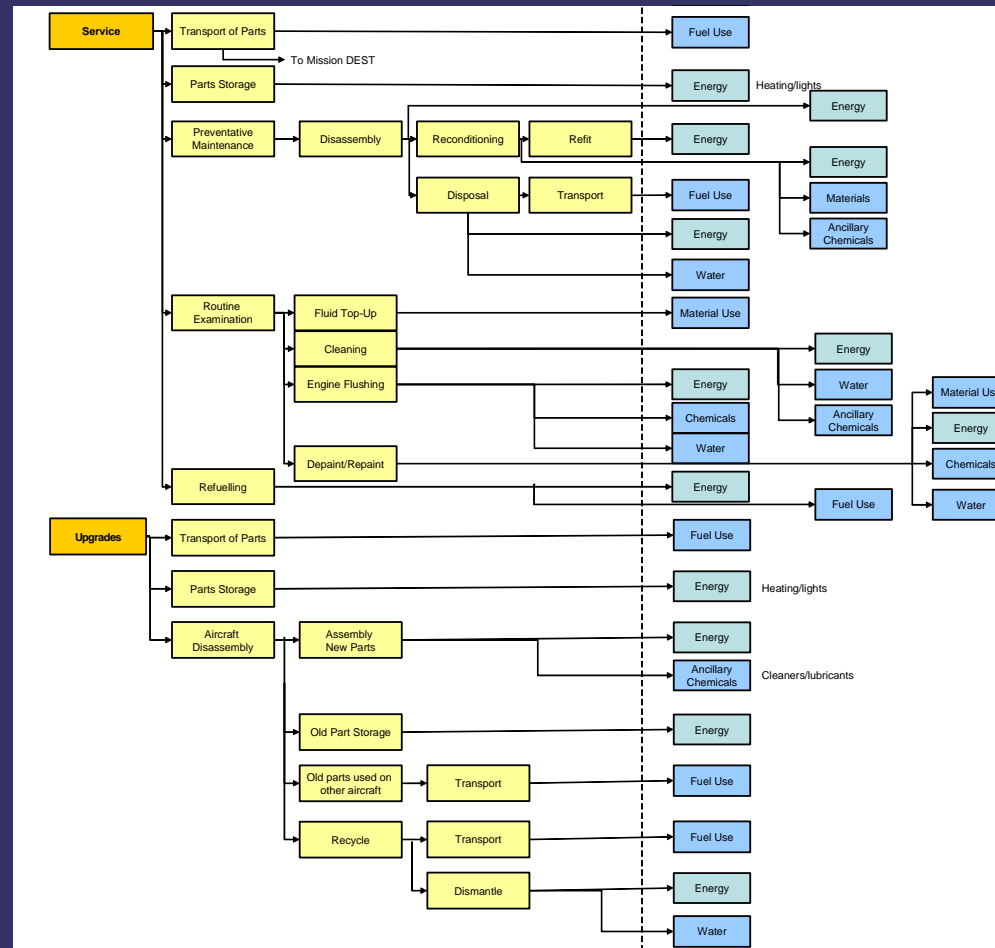 Service
Transport of Parts
Fuel Use
To Mission DEST
Parts Storage
Energy
Heating/lights
Energy
Preventative
Maintenance
Disassembly
Reconditioning
Refit
Energy
Energy
Disposal
Transport
Fuel Use
Materials
Energy
Ancillary
Chemicals
Water
Routine
Examination
Fluid Top-Up
Material Use
Cleaning
Energy
Engine Flushing
Energy
Water
Material Us
Chemicals
Ancillary
Chemicals
Energy
Water
Depaint/Repaint
Chemicals
Refuelling
Energy
Fuel Use
Water
Upgrades
Transport of Parts
Fuel Use
Parts Storage
Energy
Heating/lights
Aircraft
Disassembly
Assembly
New Parts
Energy
Ancillary
Chemicals
Cleaners/lubricants
Old Part Storage
Energy
Old parts used on
other aircraft
Transport
Fuel Use
Recycle
Transport
Fuel Use
Dismantle
Energy
Water